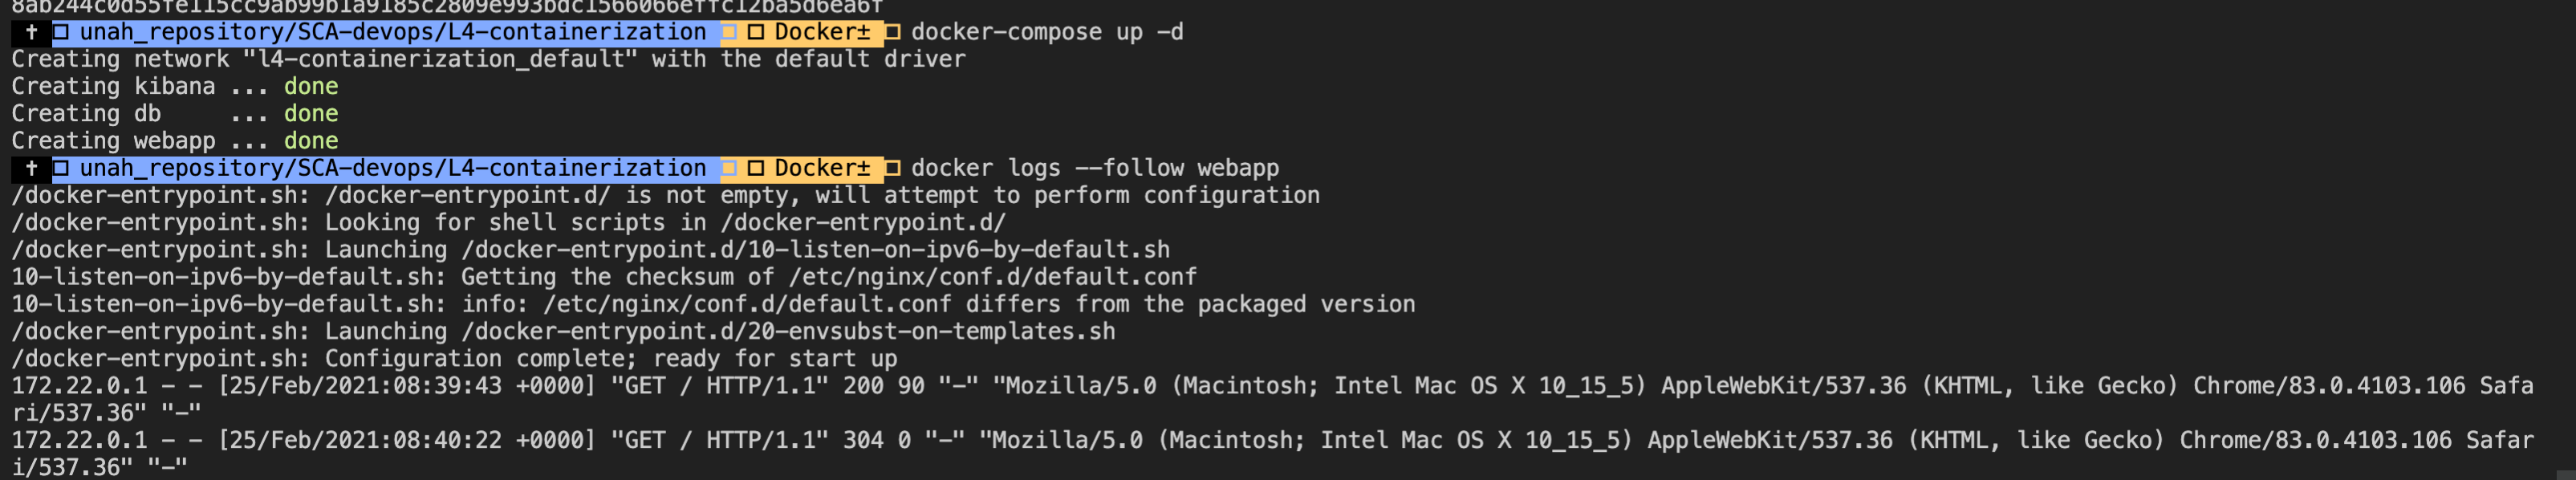 8ab244c0d55fe115cc9ab99b1a9185c2809e993bdc1566066effc12ba5d6ea6f
† unah_repository/SCA-devops/L4-containerization Docker± docker-compose up -d
Creating network "l4-containerization_default" with the default driver
Creating kibana ... done
Creating db     ... done
Creating webapp ... done
† unah_repository/SCA-devops/L4-containerization Docker± docker logs --follow webapp
/docker-entrypoint.sh: /docker-entrypoint.d/ is not empty, will attempt to perform configuration
/docker-entrypoint.sh: Looking for shell scripts in /docker-entrypoint.d/
/docker-entrypoint.sh: Launching /docker-entrypoint.d/10-listen-on-ipv6-by-default.sh
10-listen-on-ipv6-by-default.sh: Getting the checksum of /etc/nginx/conf.d/default.conf
10-listen-on-ipv6-by-default.sh: info: /etc/nginx/conf.d/default.conf differs from the packaged version
/docker-entrypoint.sh: Launching /docker-entrypoint.d/20-envsubst-on-templates.sh
/docker-entrypoint.sh: Configuration complete; ready for start up
172.22.0.1 - - [25/Feb/2021:08:39:43 +0000] "GET / HTTP/1.1" 200 90 "-" "Mozilla/5.0 (Macintosh; Intel Mac OS X 10_15_5) AppleWebKit/537.36 (KHTML, like Gecko) Chrome/83.0.4103.106 Safa
ri/537.36" "-"
172.22.0.1 - - [25/Feb/2021:08:40:22 +0000] "GET / HTTP/1.1" 304 0 "-" "Mozilla/5.0 (Macintosh; Intel Mac OS X 10_15_5) AppleWebKit/537.36 (KHTML, like Gecko) Chrome/83.0.4103.106 Safar
i/537.36" "-"